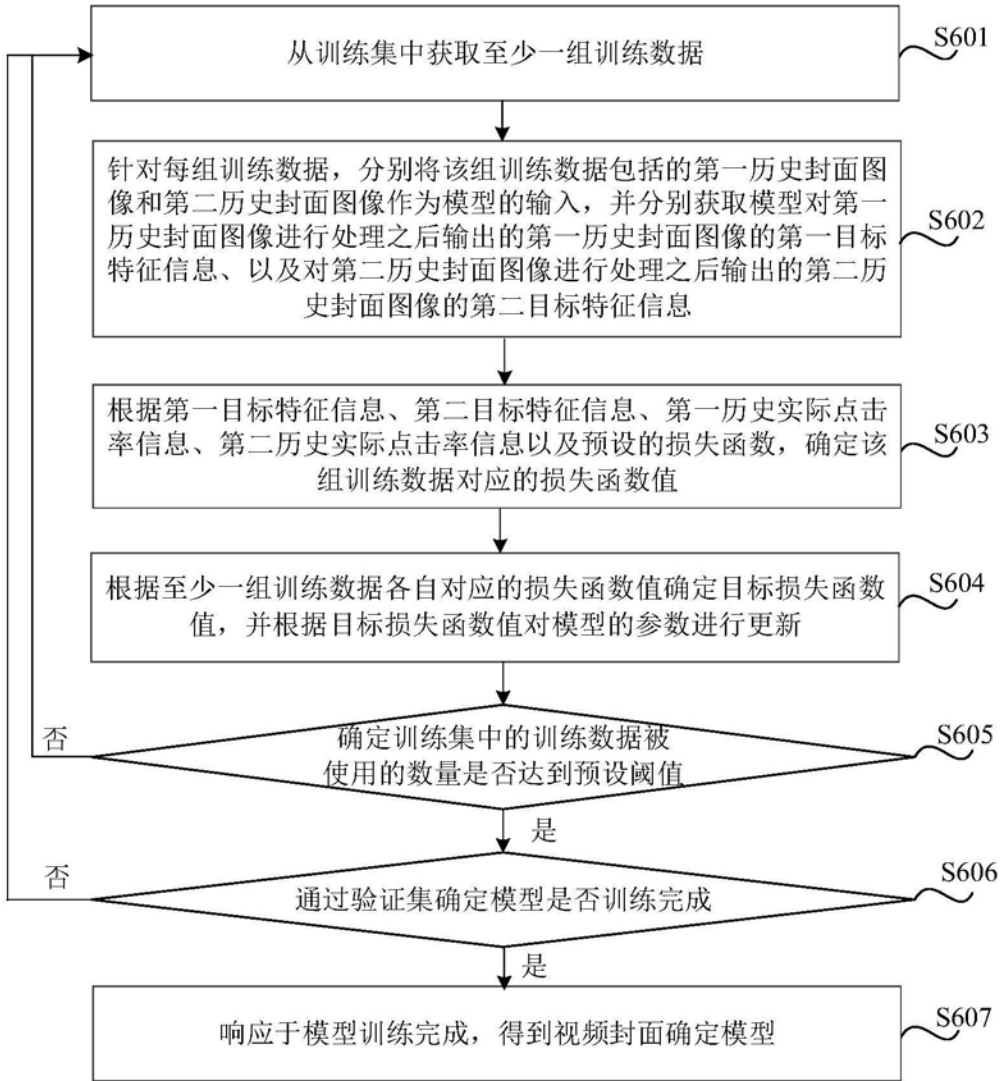 从训练集中获取至少一组训练数据
S601
针对每组训练数据，分别将该组训练数据包括的第一历史封面图
像和第二历史封面图像作为模型的输入，并分别获取模型对第一
历史封面图像进行处理之后输出的第一历史封面图像的第一目标
特征信息、以及对第二历史封面图像进行处理之后输出的第二历
史封面图像的第二目标特征信息
S602
根据第一目标特征信息、第二目标特征信息、第一历史实际点击
率信息、第二历史实际点击率信息以及预设的损失函数，确定该
组训练数据对应的损失函数值
S603
根据至少一组训练数据各自对应的损失函数值确定目标损失函数
值，并根据目标损失函数值对模型的参数进行更新
S604
否
确定训练集中的训练数据被
使用的数量是否达到预设阈值
S605
是
否
通过验证集确定模型是否训练完成
S606
是
响应于模型训练完成，得到视频封面确定模型
S607